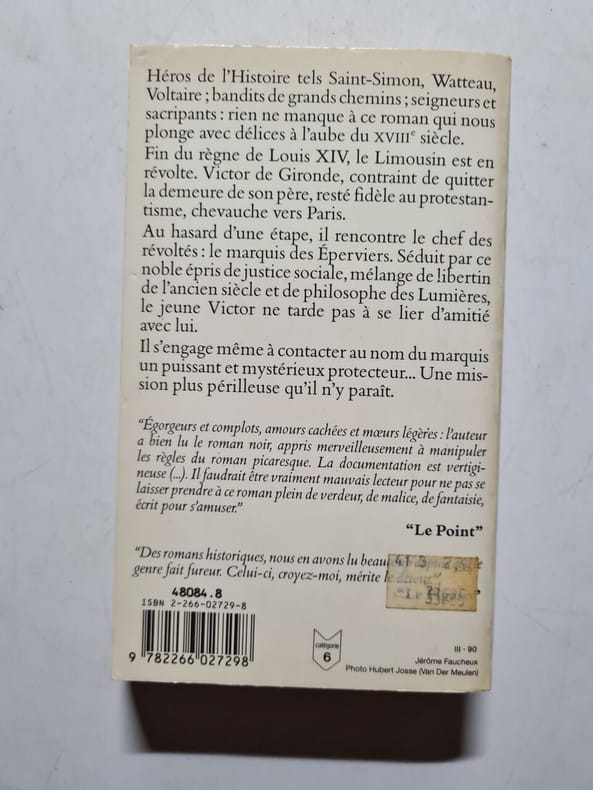 Héros de l'Histoire tels Saint-Simon, Watteau,
Voltaire ; bandits de grands chemins ; seigneurs et
sacripants : rien ne manque à ce roman qui nous
plonge avec délices à l'aube du XVIIIe siècle.
Fin du règne de Louis XIV, le Limousin est en
révolte. Victor de Gironde, contraint de quitter
la demeure de son père, resté fidèle au protestan-
tisme, chevauche vers Paris.
Au hasard d'une étape, il rencontre le chef des
révoltés : le marquis des Éperviers. Séduit par ce
noble épris de justice sociale, mélange de libertin
de l'ancien siècle et de philosophe des Lumières,
le jeune Victor ne tarde pas à se lier d'amitié
avec lui.
Il s'engage même à contacter au nom du marquis
un puissant et mystérieux protecteur... Une mis-
sion plus périlleuse qu'il n'y paraît.
"Égorgeurs et complots, amours cachées et mœurs légères : l'auteur
a bien lu le roman noir, appris merveilleusement à manipuler
les règles du roman picaresque. La documentation est vertigi-
neuse (...). Il faudrait être vraiment mauvais lecteur pour ne pas se
laisser prendre à ce roman plein de verdeur, de malice, de fantaisie,
écrit pour s'amuser."
"Le Point"
"Des romans historiques, nous en avons lu
genre fait fureur. Celui-ci, croyez-moi, mérite le détour."
48084.8
ISBN 2-266-02729-8
9 782266 027298
catégorie
6
III - 90
Jérôme Faucheux
Photo Hubert Josse (Van Der Meulen)